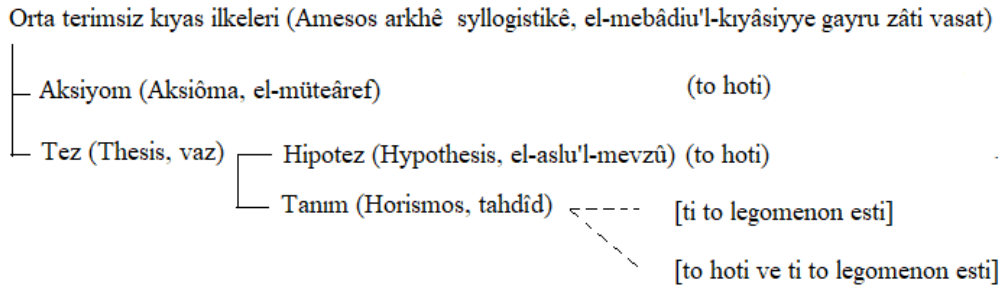 Orta terimsiz kıyas ilkeleri (Amesos arkhê syllogistikê, el-mebâdiu'l-kıyâsiyye gayru zâti vasat)
Aksiyom (Aksiôma, el-müteâref) (to hoti)
Tez (Thesis, vaz) Hipotez (Hypothesis, el-aslu'l-mevzû) (to hoti)
Tanım (Horismos, tahdîd) [ti to legomenon esti]
[to hoti ve ti to legomenon esti]